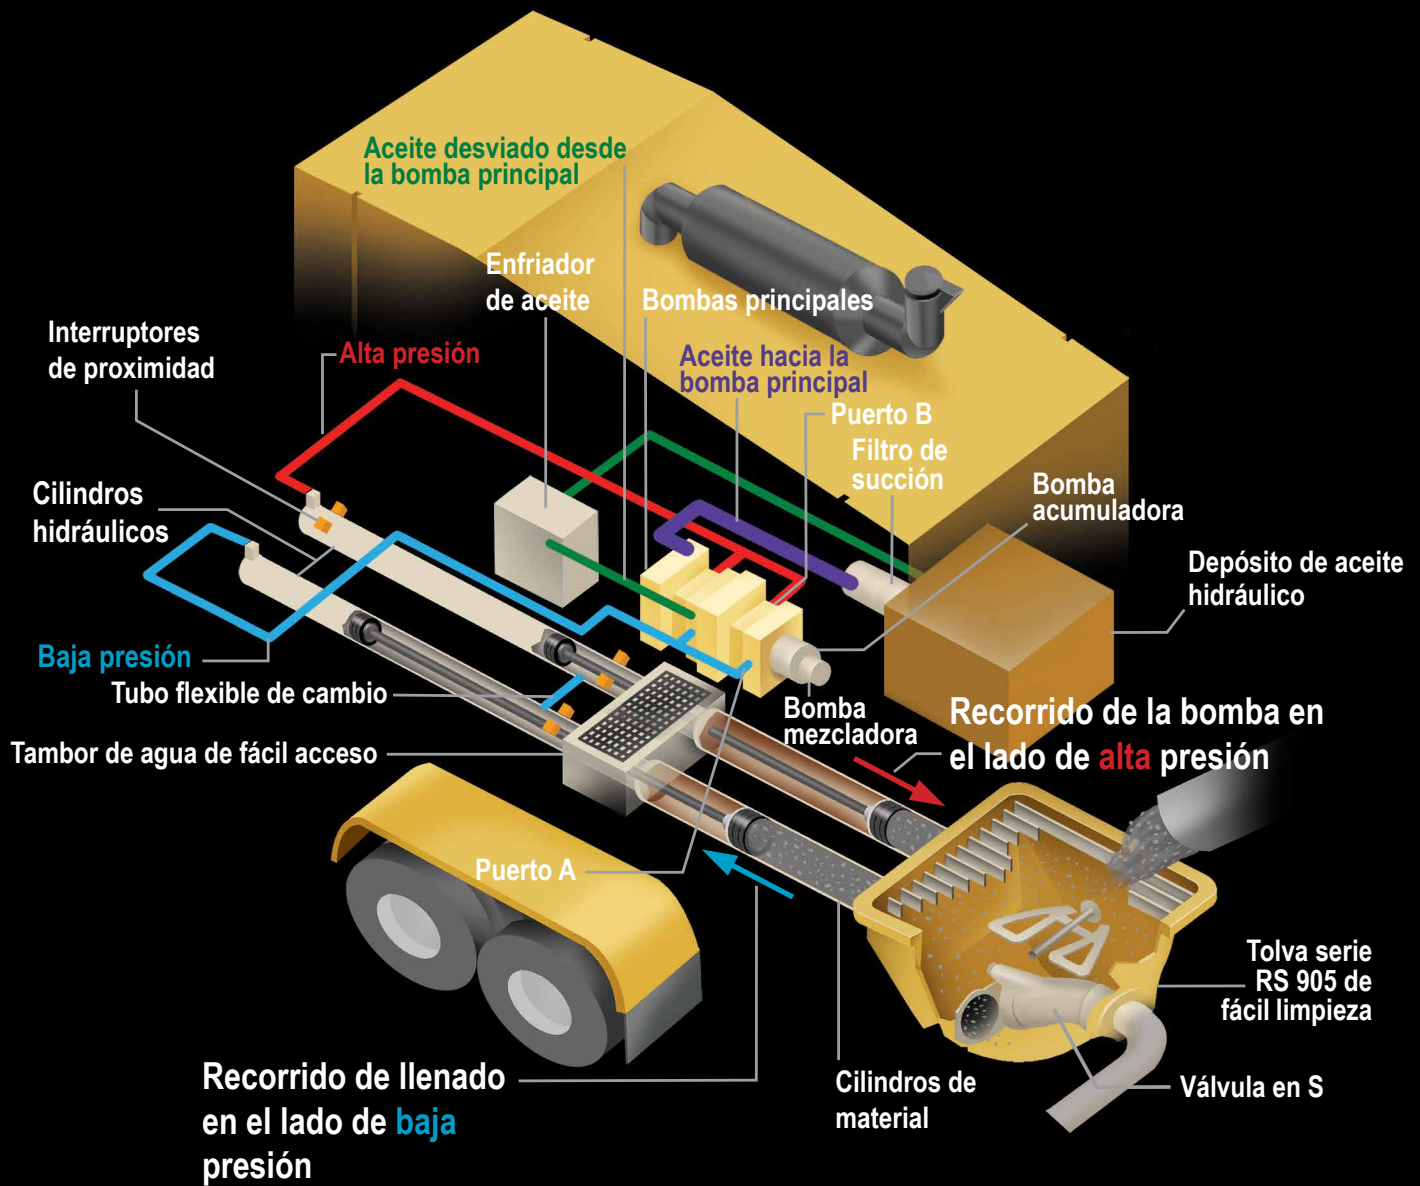 Aceite desviado desde
la bomba principal
Enfriador
de aceite
Bombas principales
Interruptores
de proximidad
Alta presión
Aceite hacia la
bomba principal
Puerto B
Filtro de
succión
Bomba
acumuladora
Cilindros
hidráulicos
Depósito de aceite
hidráulico
Baja presión
Tubo flexible de cambio
Tambor de agua de fácil acceso
Bomba
mezcladora
Recorrido de la bomba en
el lado de alta presión
Puerto A
Tolva serie
RS 905 de
fácil limpieza
Recorrido de llenado
en el lado de baja
presión
Cilindros de
material
Válvula en S